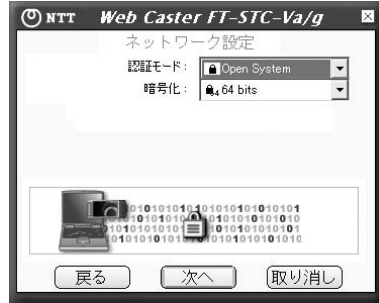 NTT Web Caster FT-STC-Va/g
ネットワーク設定
認証モード： Open System
暗号化： 64 bits
01010101010101010101010101
戻る 次へ 取り消し